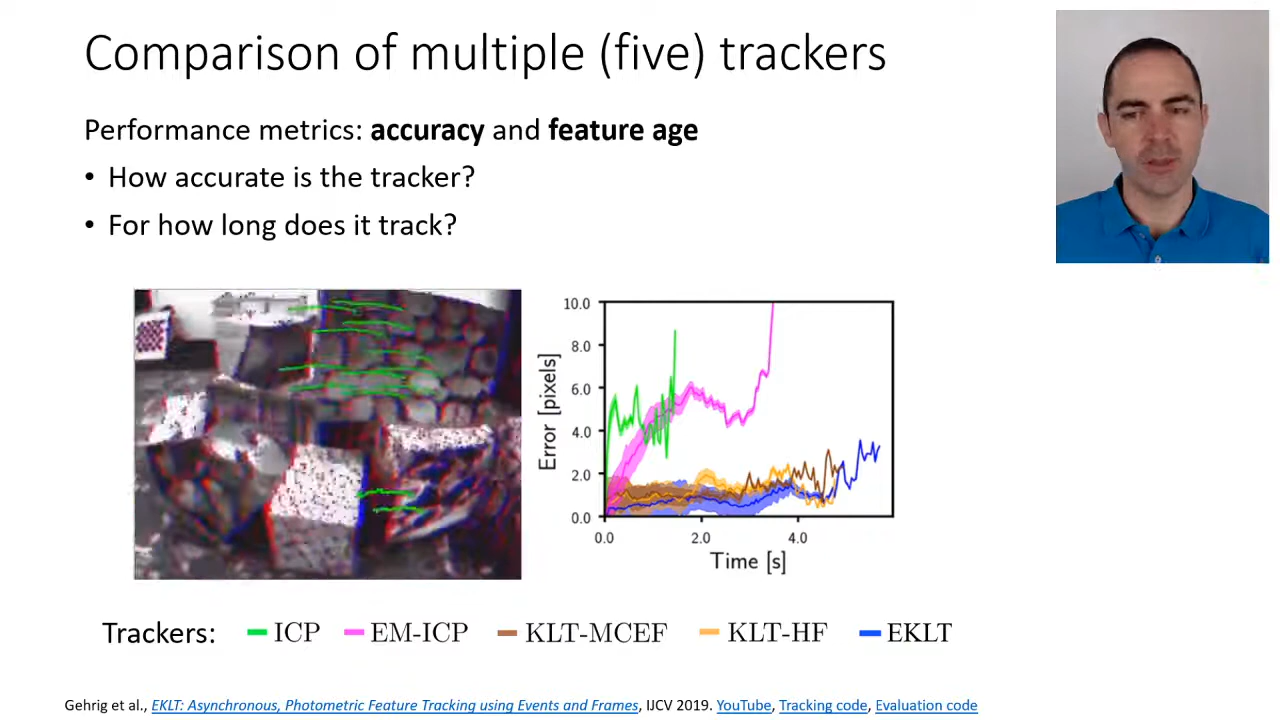 Comparison of multiple (five) trackers
Performance metrics: accuracy and feature age
• How accurate is the tracker?
• For how long does it track?
10.0
8.0
6.0
4.0
2.0
0.0
Error [pixels]
0.0 2.0 4.0
Time [s]
Trackers: ICP EM-ICP KLT-MCEF KLT-HF EKLT
Gehrig et al., EKLT: Asynchronous, Photometric Feature Tracking using Events and Frames, IJCV 2019. YouTube, Tracking code, Evaluation code